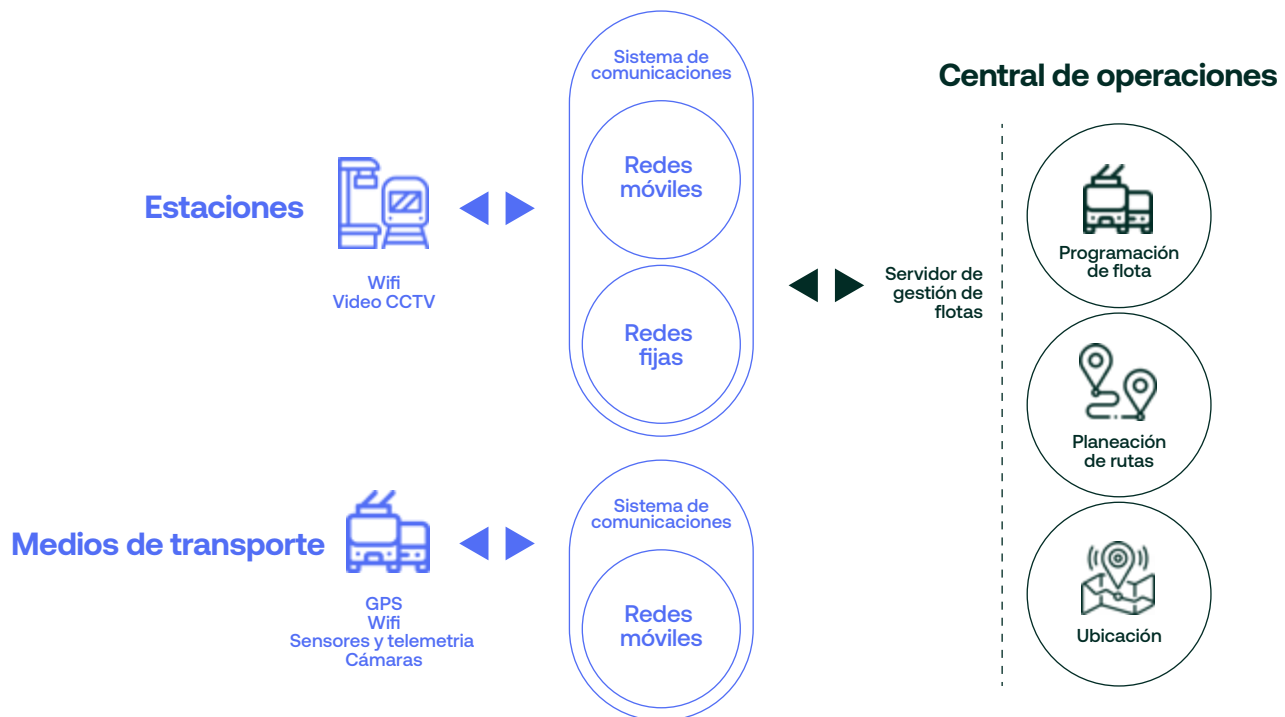 Estaciones
Wifi
Video CCTV
Sistema de
comunicaciones
Redes
móviles
Redes
fijas
Medios de transporte
GPS
Wifi
Sensores y telemetria
Cámaras
Sistema de
comunicaciones
Redes
móviles
Servidor de
gestión de
flotas
Central de operaciones
Programación
de flota
Planeación
de rutas
Ubicación